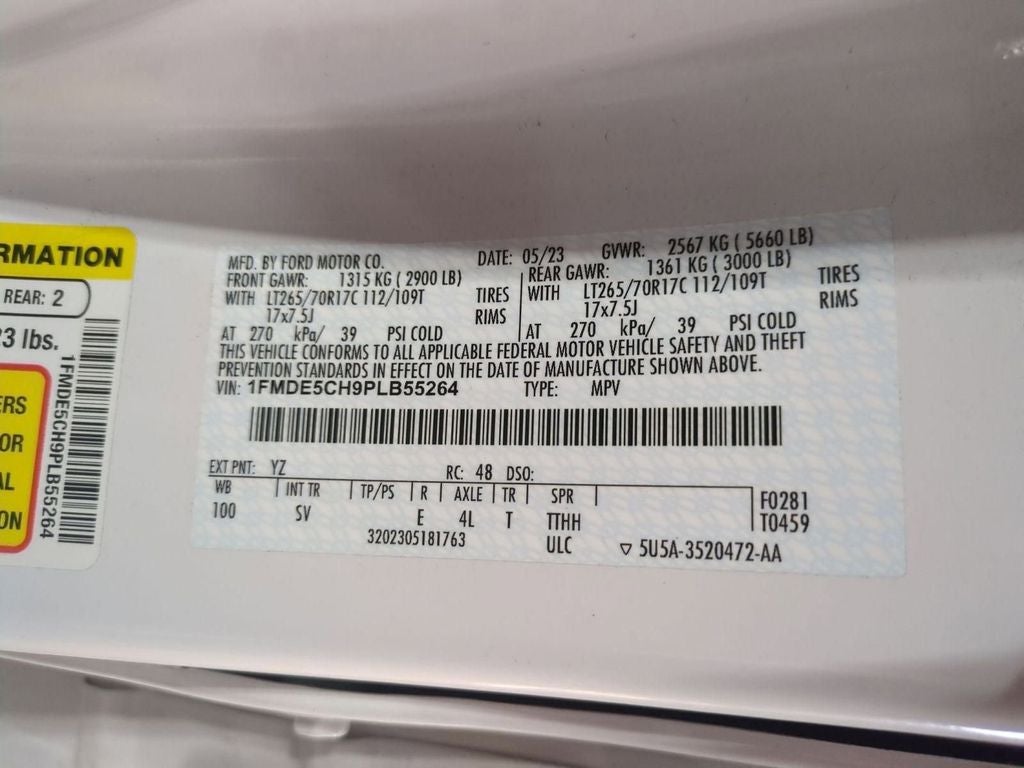 RMATION
REAR: 2
3 lbs.
ERS
OR
AL
ON
1FMDE5CH9PLB55264
MFD. BY FORD MOTOR CO. DATE: 05/23 GVWR: 2567 KG ( 5660 LB)
FRONT GAWR: 1315 KG ( 2900 LB) REAR GAWR: 1361 KG ( 3000 LB)
WITH LT265/70R17C 112/109T TIRES WITH LT265/70R17C 112/109T TIRES
17x7.5J RIMS 17x7.5J RIMS
AT 270 kPa/ 39 PSI COLD AT 270 kPa/ 39 PSI COLD
THIS VEHICLE CONFORMS TO ALL APPLICABLE FEDERAL MOTOR VEHICLE SAFETY AND THEFT
PREVENTION STANDARDS IN EFFECT ON THE DATE OF MANUFACTURE SHOWN ABOVE.
VIN: 1FMDE5CH9PLB55264 TYPE: MPV
EXT PNT: YZ RC: 48 DSO:
WB INT TR TP/PS R AXLE TR SPR F0281
100 SV E 4L T TTHH T0459
3202305181763 ULC ▽ 5U5A-3520472-AA